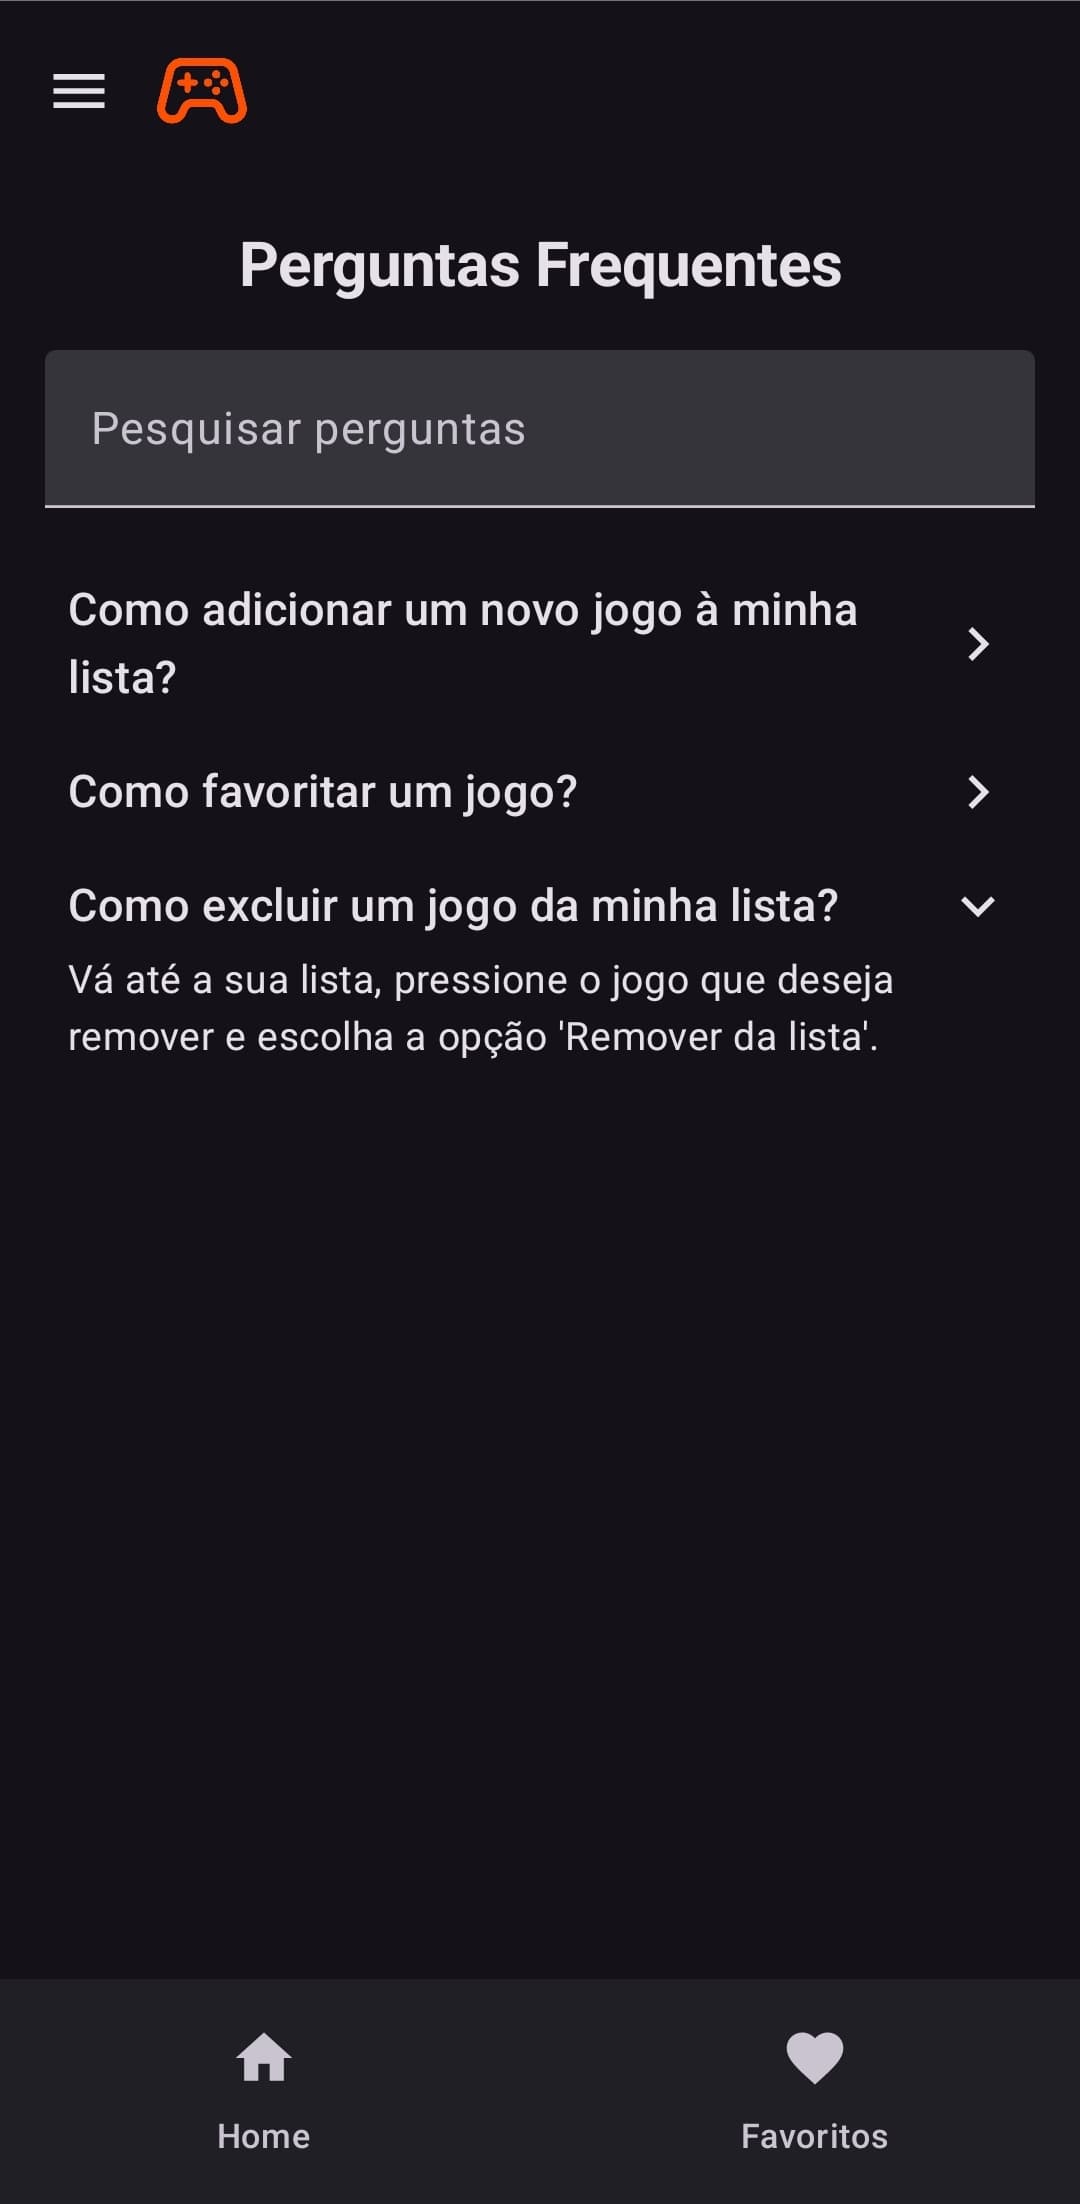 Perguntas Frequentes
Pesquisar perguntas
Como adicionar um novo jogo à minha
lista?
Como favoritar um jogo?
Como excluir um jogo da minha lista?
Vá até a sua lista, pressione o jogo que deseja
remover e escolha a opção 'Remover da lista'.
Home
Favoritos